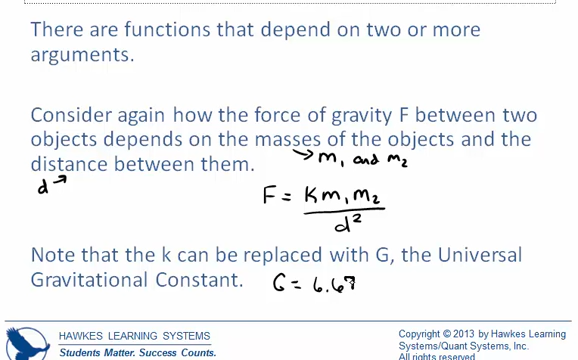 There are functions that depend on two or more
arguments.
Consider again how the force of gravity F between two
objects depends on the masses of the objects and the
distance between them. → m₁ and m₂
d →
F = Km₁m₂
d²
Note that the k can be replaced with G, the Universal
Gravitational Constant. G = 6.67
HAWKES LEARNING SYSTEMS
Students Matter. Success Counts.
Copyright © 2013 by Hawkes Learning
Systems/Quant Systems, Inc.
All rights reserved.